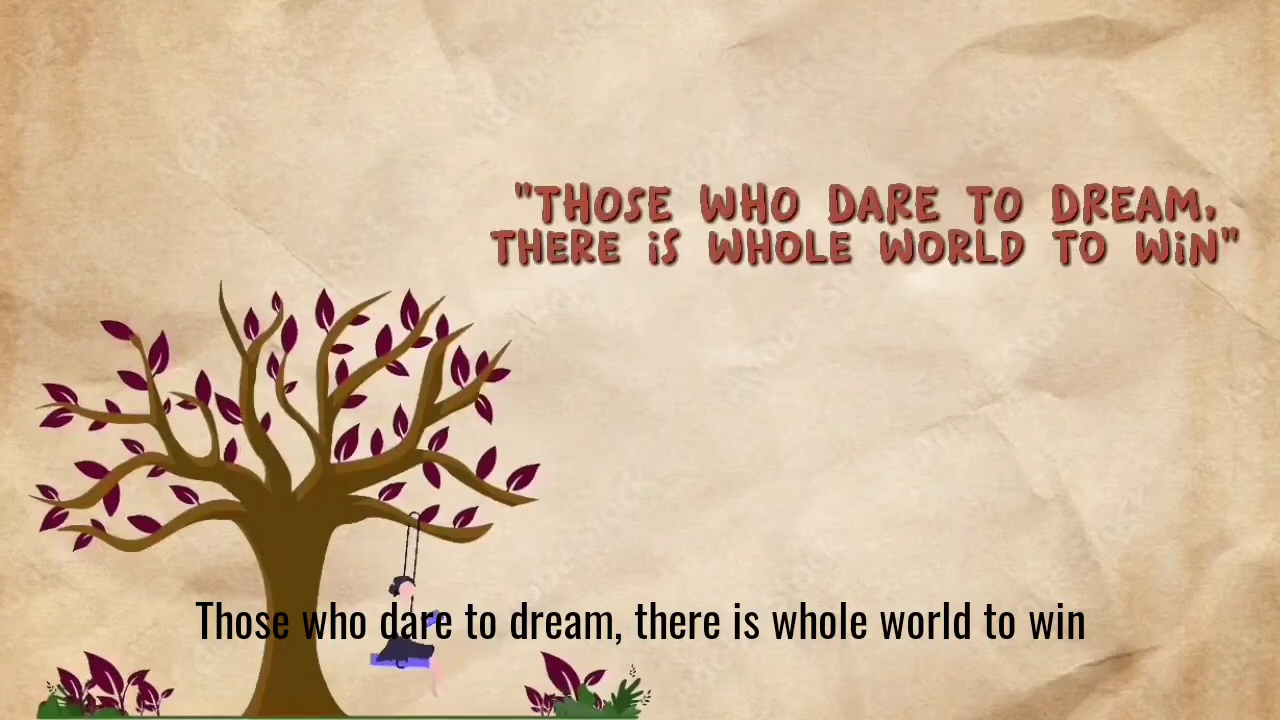 "THOSE WHO DARE TO DREAM,
THERE iS WHOLE WORLD TO WiN"
Those who dare to dream, there is whole world to win